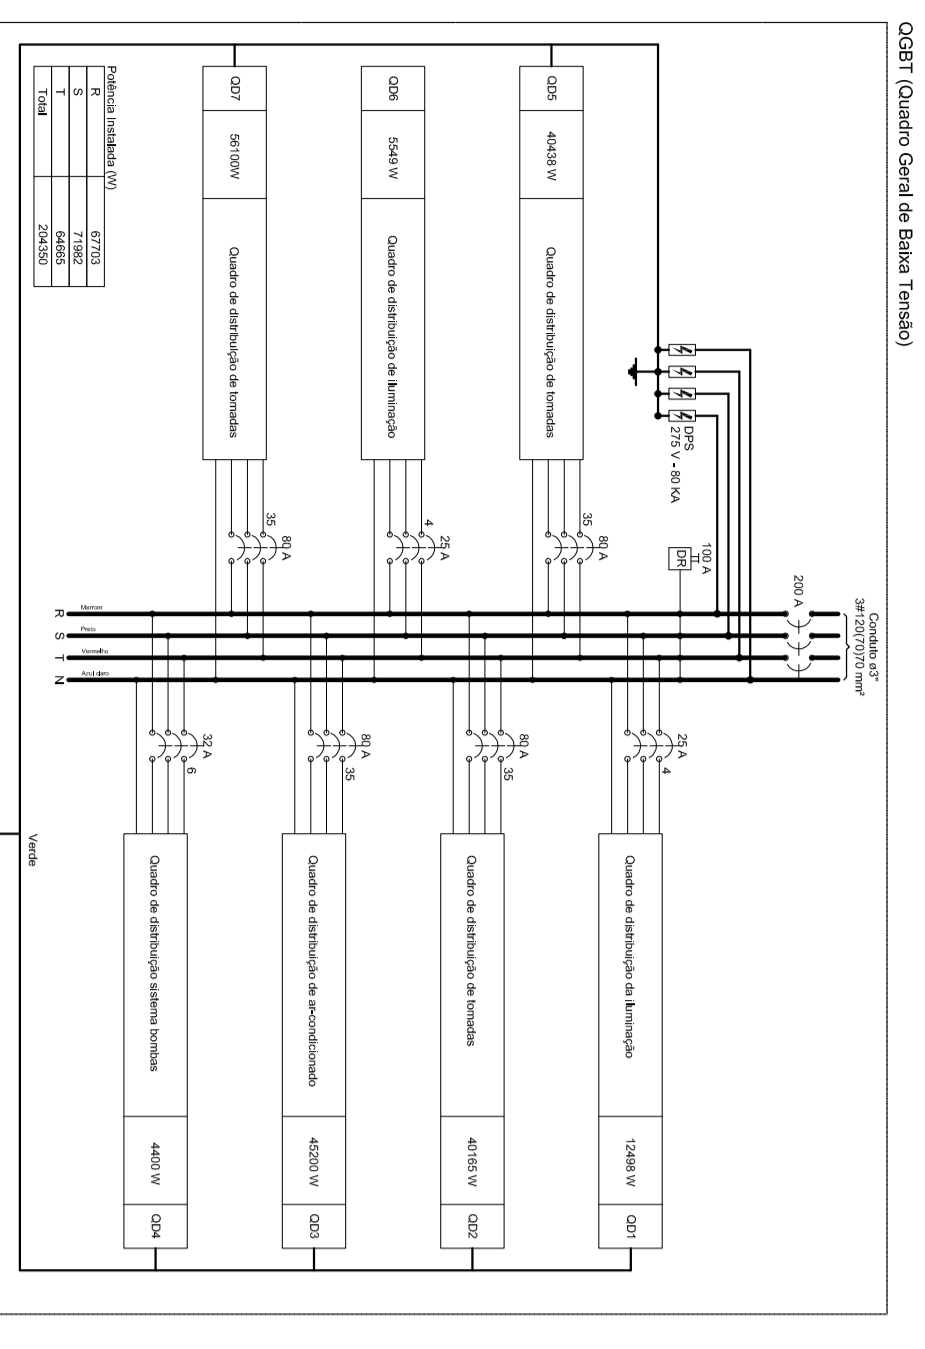 QGBT (Quadro Geral de Baixa Tensão)
Conduto ø3"
3#120(70)70 mm²
200 A
100 A
DR
DPS
275 V - 80 KA
QD5
40438 W
Quadro de distribuição de tomadas
80 A
35
QD6
5549 W
Quadro de distribuição de iluminação
25 A
4
QD7
56100W
Quadro de distribuição de tomadas
80 A
35
Potência Instalada (W)
R 67703
S 71982
T 64665
Total 204350
R Marrom
S Preto
T Vermelho
N Azul claro
25 A
4
Quadro de distribuição da iluminação
12498 W
QD1
80 A
35
Quadro de distribuição de tomadas
40165 W
QD2
80 A
35
Quadro de distribuição de ar-condicionado
45200 W
QD3
32 A
6
Quadro de distribuição sistema bombas
4400 W
QD4
Verde